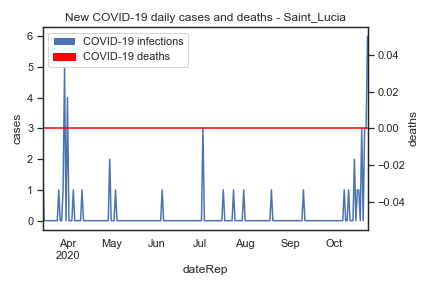 New COVID-19 daily cases and deaths - Saint_Lucia
COVID-19 infections
COVID-19 deaths
cases
6
5
4
3
2
1
0
deaths
0.04
0.02
0.00
−0.02
−0.04
Apr May Jun Jul Aug Sep Oct
2020
dateRep